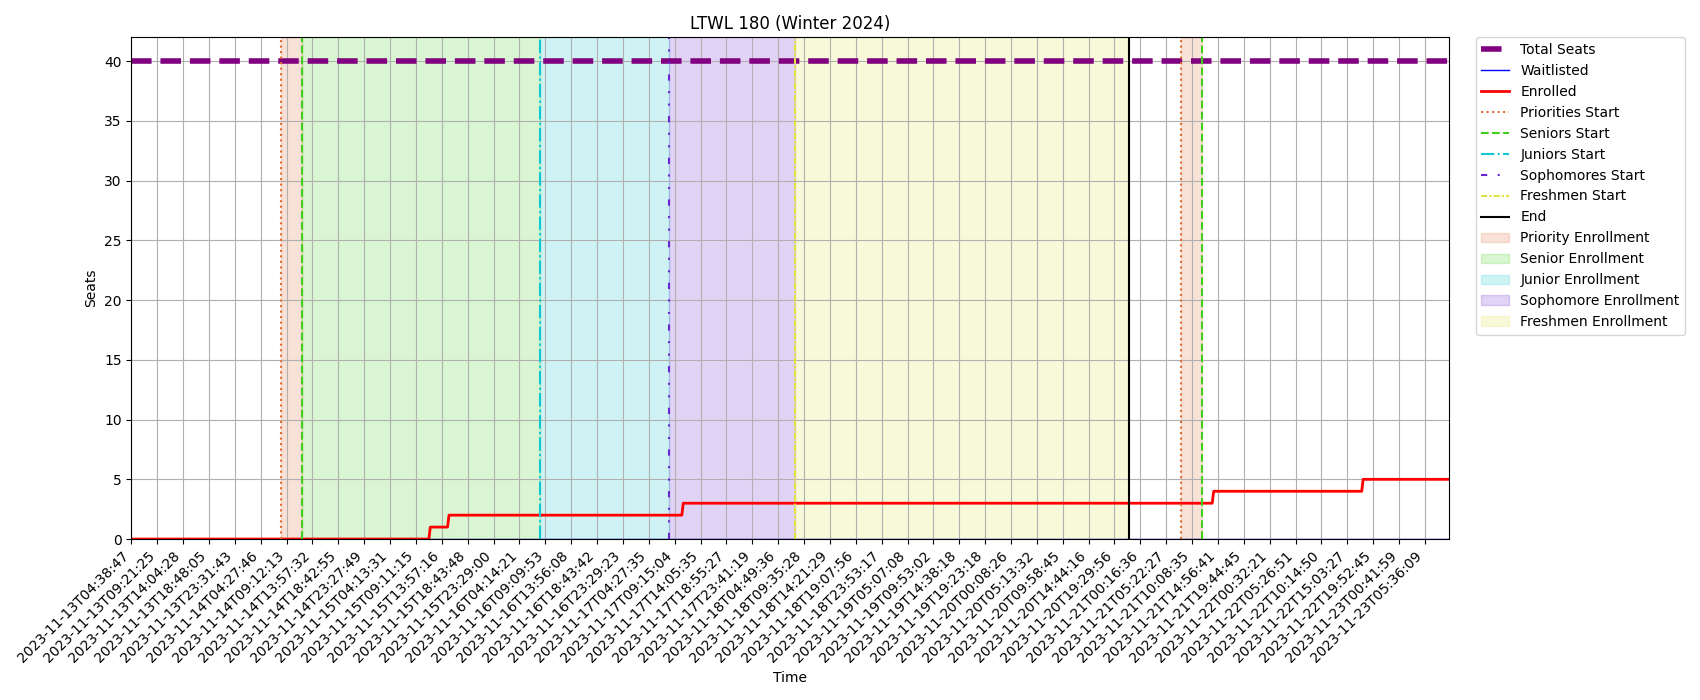 LTWL 180 (Winter 2024)
Seats
40
35
30
25
20
15
10
5
0
2023-11-13T04:38:47
2023-11-13T09:21:25
2023-11-13T14:04:28
2023-11-13T18:48:05
2023-11-13T23:31:43
2023-11-14T04:27:46
2023-11-14T09:12:13
2023-11-14T13:57:32
2023-11-14T18:42:55
2023-11-14T23:27:49
2023-11-15T04:13:31
2023-11-15T09:11:15
2023-11-15T13:57:16
2023-11-15T18:43:48
2023-11-15T23:29:00
2023-11-16T04:14:21
2023-11-16T09:09:53
2023-11-16T13:56:08
2023-11-16T18:43:42
2023-11-16T23:29:23
2023-11-17T04:27:35
2023-11-17T09:15:04
2023-11-17T14:05:35
2023-11-17T18:55:27
2023-11-17T23:41:19
2023-11-18T04:49:36
2023-11-18T09:35:28
2023-11-18T14:21:29
2023-11-18T19:07:56
2023-11-18T23:53:17
2023-11-19T05:07:08
2023-11-19T09:53:02
2023-11-19T14:38:18
2023-11-19T19:23:18
2023-11-20T00:08:26
2023-11-20T05:13:32
2023-11-20T09:58:45
2023-11-20T14:44:16
2023-11-20T19:29:56
2023-11-21T00:16:36
2023-11-21T05:22:27
2023-11-21T10:08:35
2023-11-21T14:56:41
2023-11-21T19:44:45
2023-11-22T00:32:21
2023-11-22T05:26:51
2023-11-22T10:14:50
2023-11-22T15:03:27
2023-11-22T19:52:45
2023-11-23T00:41:59
2023-11-23T05:36:09
Time
Total Seats
Waitlisted
Enrolled
Priorities Start
Seniors Start
Juniors Start
Sophomores Start
Freshmen Start
End
Priority Enrollment
Senior Enrollment
Junior Enrollment
Sophomore Enrollment
Freshmen Enrollment